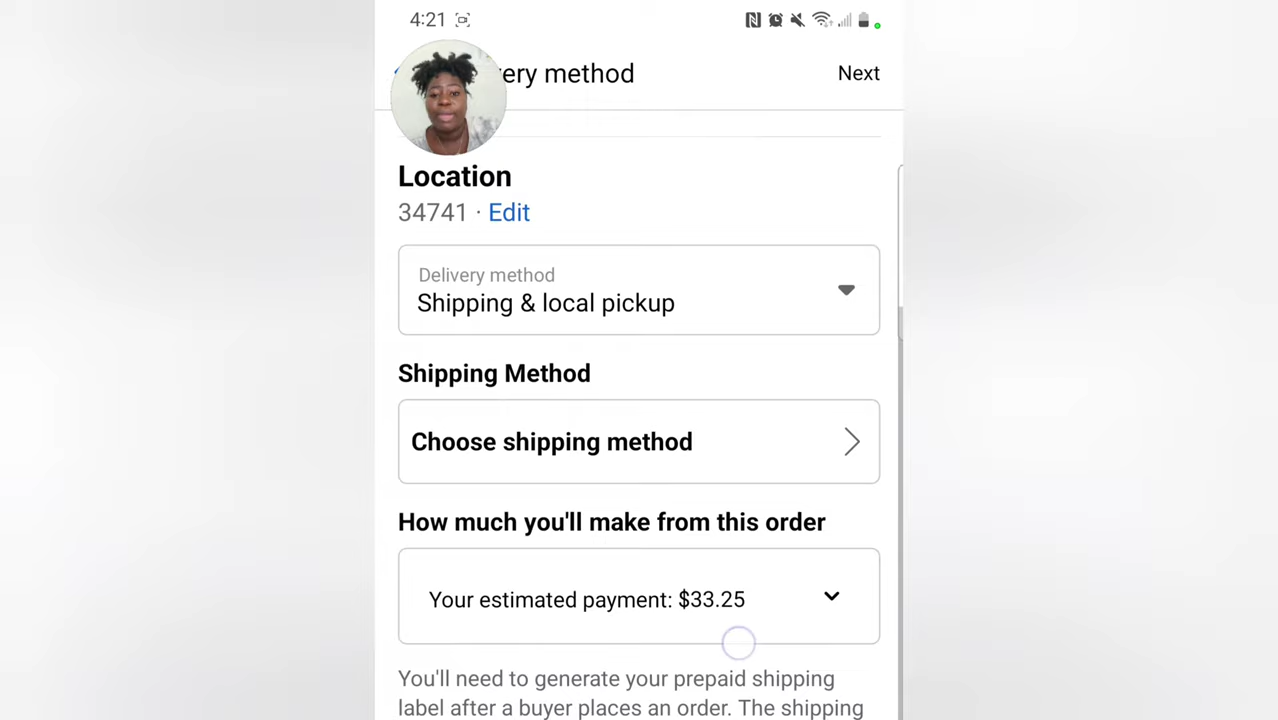 4:21
ery method
Next
Location
34741 · Edit
Delivery method
Shipping & local pickup
Shipping Method
Choose shipping method
How much you'll make from this order
Your estimated payment: $33.25
You'll need to generate your prepaid shipping
label after a buyer places an order. The shipping